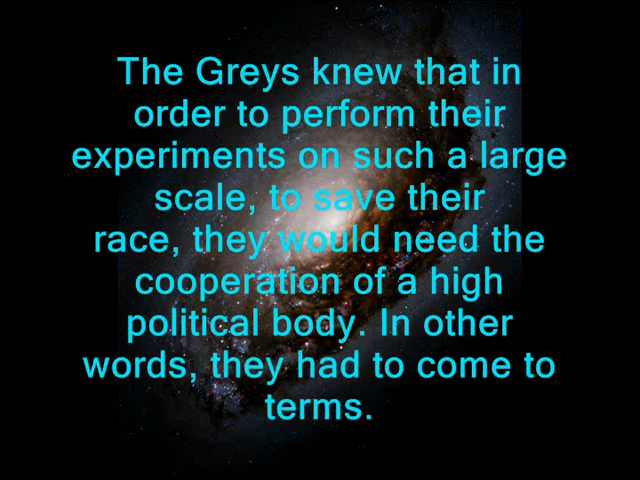 The Greys knew that in
order to perform their
experiments on such a large
scale, to save their
race, they would need the
cooperation of a high
political body. In other
words, they had to come to
terms.